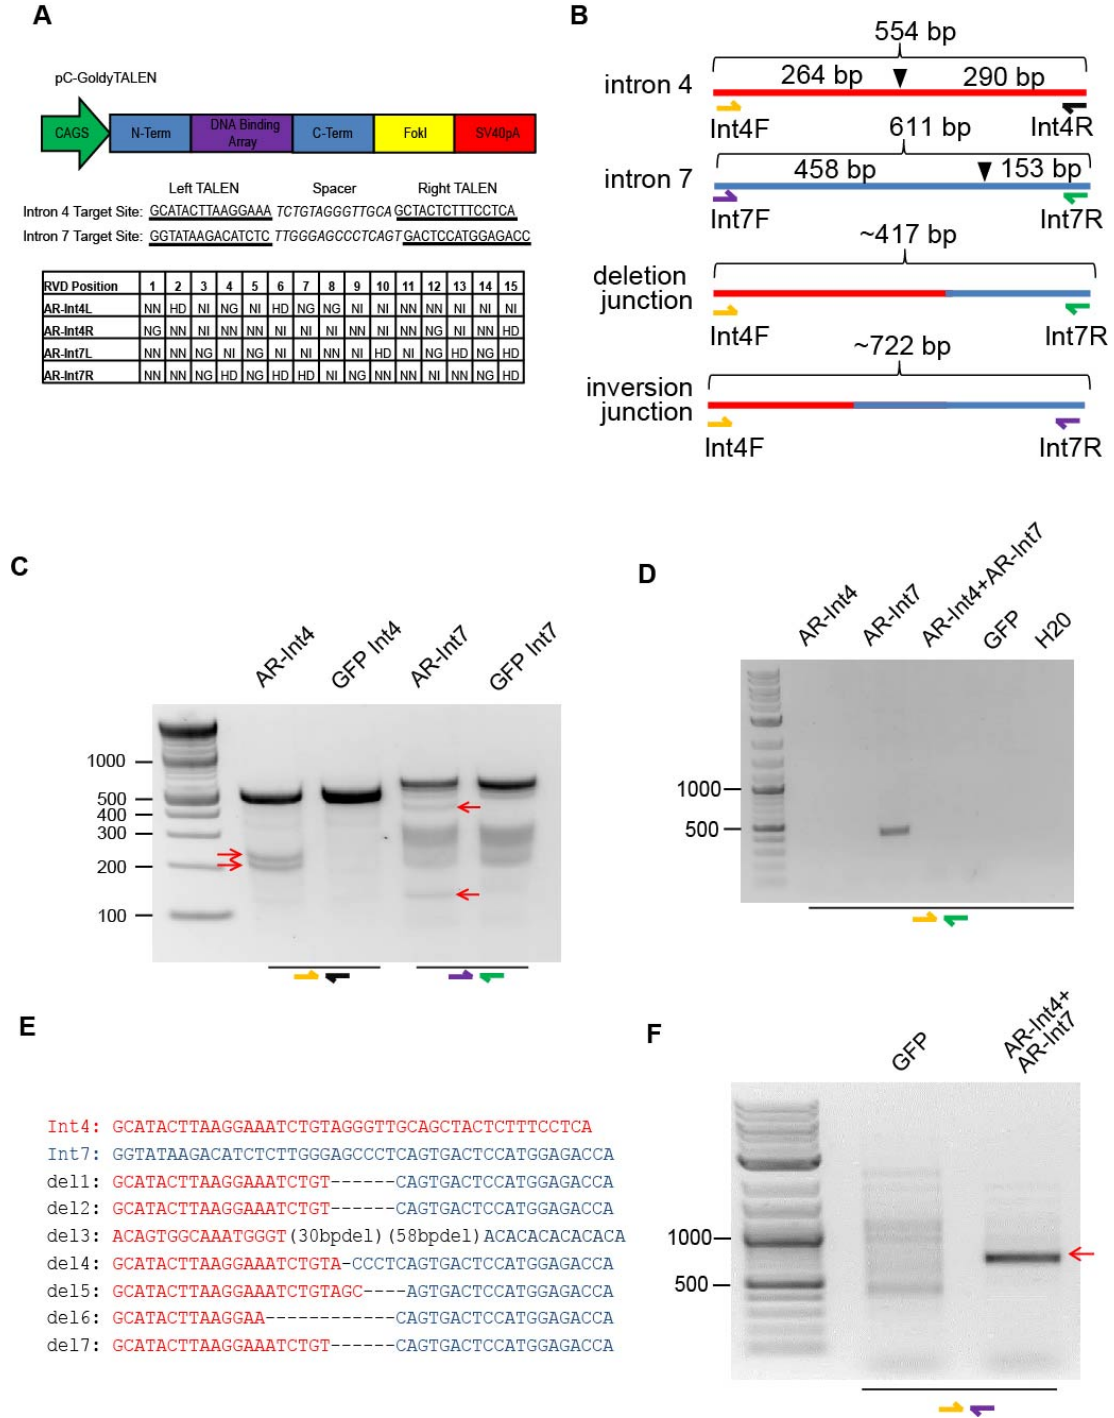 A
pC-GoldyTALEN
CAGS N-Term DNA Binding Array C-Term FokI SV40pA
Left TALEN Spacer Right TALEN
Intron 4 Target Site: GCATACTTAAGGAAA TCTGTAGGGTTGCA GCTACTCTTTCCTCA
Intron 7 Target Site: GGTATAAGACATCTC TTGGGAGCCCTCAGT GACTCCATGGAGACC
RVD Position 1 2 3 4 5 6 7 8 9 10 11 12 13 14 15
AR-Int4L NN HD NI NG NI HD NG NG NI NI NN NN NI NI NI
AR-Int4R NG NN NI NN NN NI NI NI NN NI NN NG NI NN HD
AR-Int7L NN NN NG NI NG NI NI NN NI HD NI NG HD NG HD
AR-Int7R NN NN NG HD NG HD HD NI NG NN NN NI NN NG HD
B
554 bp
intron 4 264 bp 290 bp
Int4F Int4R
611 bp
intron 7 458 bp 153 bp
Int7F Int7R
~417 bp
deletion
junction
Int4F Int7R
~722 bp
inversion
junction
Int4F Int7R
C
AR-Int4 GFP Int4 AR-Int7 GFP Int7
1000
500
400
300
200
100
D
AR-Int4 AR-Int7 AR-Int4+AR-Int7 GFP H20
1000
500
E
Int4: GCATACTTAAGGAAATCTGTAGGGTTGCAGCTACTCTTTCCTCA
Int7: GGTATAAGACATCTCTTGGGAGCCCTCAGTGACTCCATGGAGACCA
del1: GCATACTTAAGGAAATCTGT------CAGTGACTCCATGGAGACCA
del2: GCATACTTAAGGAAATCTGT------CAGTGACTCCATGGAGACCA
del3: ACAGTGGCAAATGGGT(30bpdel)(58bpdel)ACACACACACACA
del4: GCATACTTAAGGAAATCTGTA-CCCTCAGTGACTCCATGGAGACCA
del5: GCATACTTAAGGAAATCTGTAGC----AGTGACTCCATGGAGACCA
del6: GCATACTTAAGGAA------------CAGTGACTCCATGGAGACCA
del7: GCATACTTAAGGAAATCTGT------CAGTGACTCCATGGAGACCA
F
GFP AR-Int4+
AR-Int7
1000
500